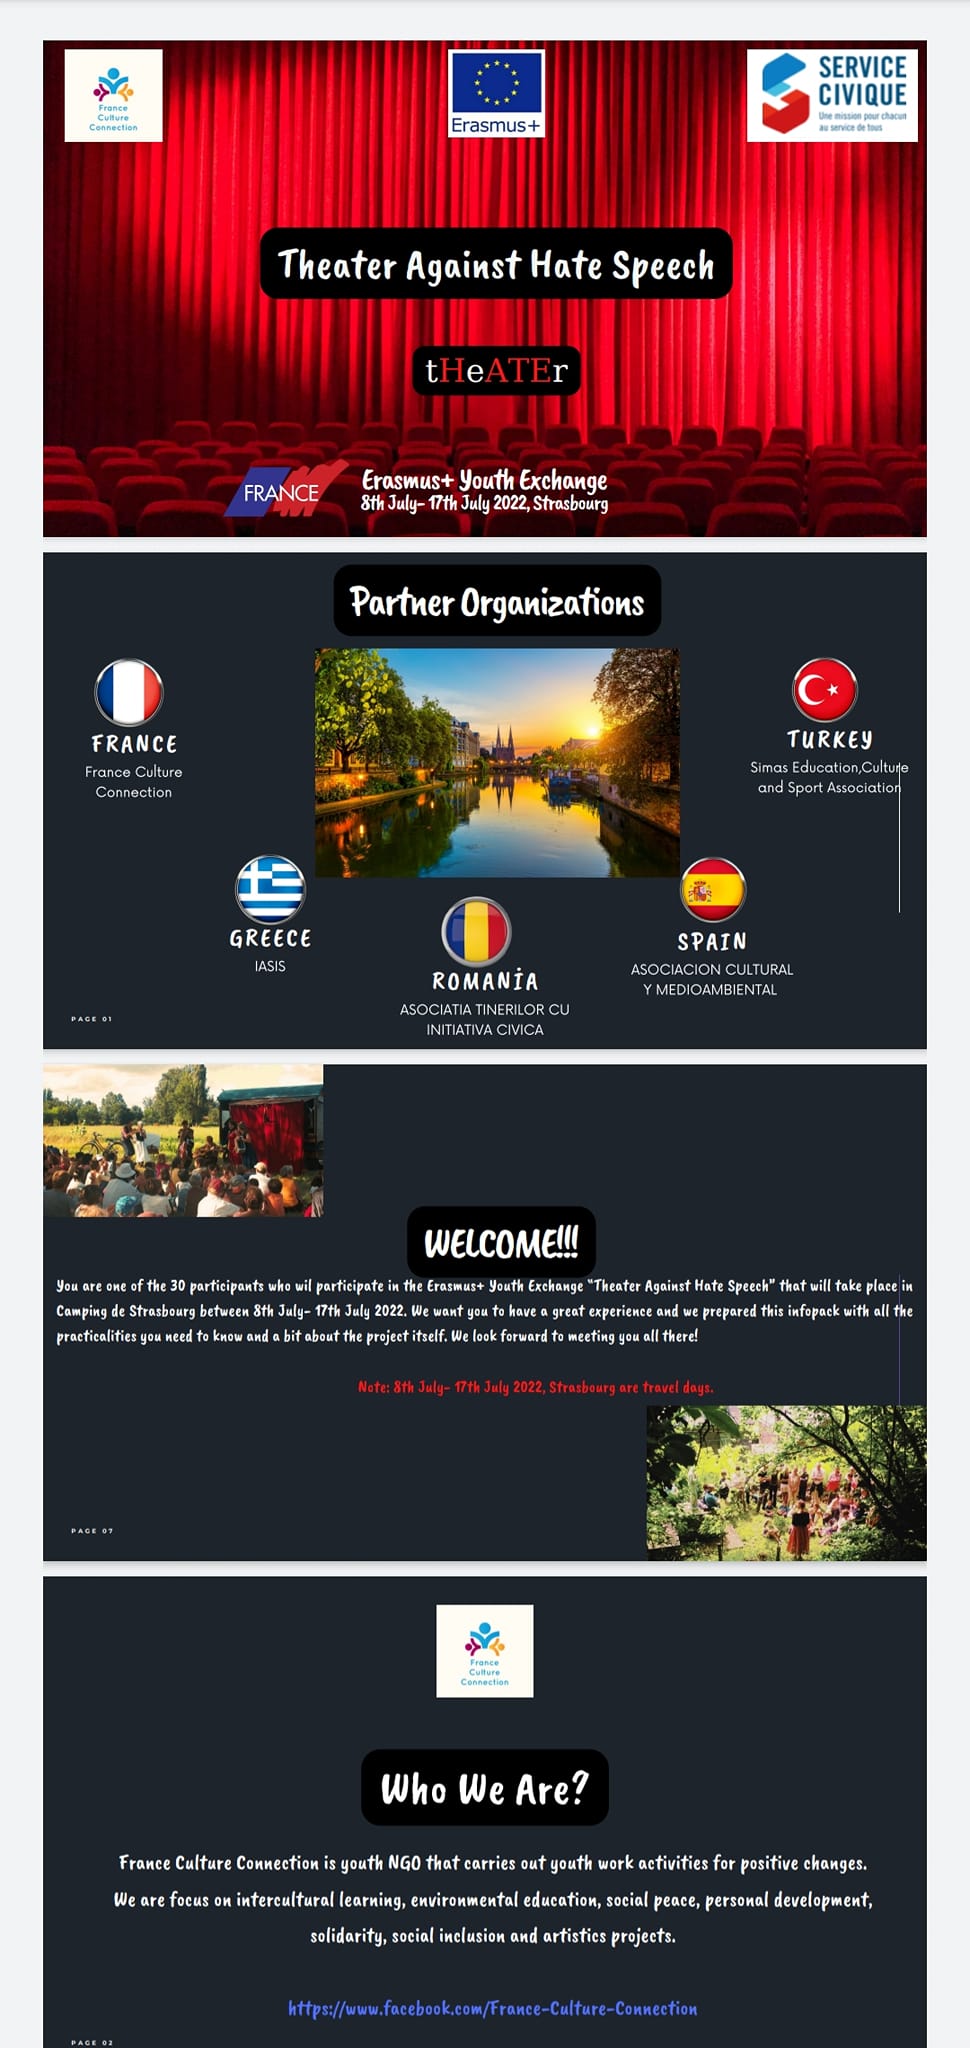 France
Culture
Connection
Erasmus+
SERVICE
CIVIQUE
Une mission pour chacun
au service de tous
Theater Against Hate Speech
tHeATEr
FRANCE
Erasmus+ Youth Exchange
8th July- 17th July 2022, Strasbourg
Partner Organizations
FRANCE
France Culture
Connection
TURKEY
Simas Education,Culture
and Sport Association
GREECE
IASIS
ROMANİA
ASOCIATIA TINERILOR CU
INITIATIVA CIVICA
SPAIN
ASOCIACION CULTURAL
Y MEDIOAMBIENTAL
PAGE 01
WELCOME!!!
You are one of the 30 participants who wil participate in the Erasmus+ Youth Exchange "Theater Against Hate Speech" that will take place in
Camping de Strasbourg between 8th July- 17th July 2022. We want you to have a great experience and we prepared this infopack with all the
practicalities you need to know and a bit about the project itself. We look forward to meeting you all there!
Note: 8th July- 17th July 2022, Strasbourg are travel days.
PAGE 07
France
Culture
Connection
Who We Are?
France Culture Connection is youth NGO that carries out youth work activities for positive changes.
We are focus on intercultural learning, environmental education, social peace, personal development,
solidarity, social inclusion and artistics projects.
https://www.facebook.com/France-Culture-Connection
PAGE 02